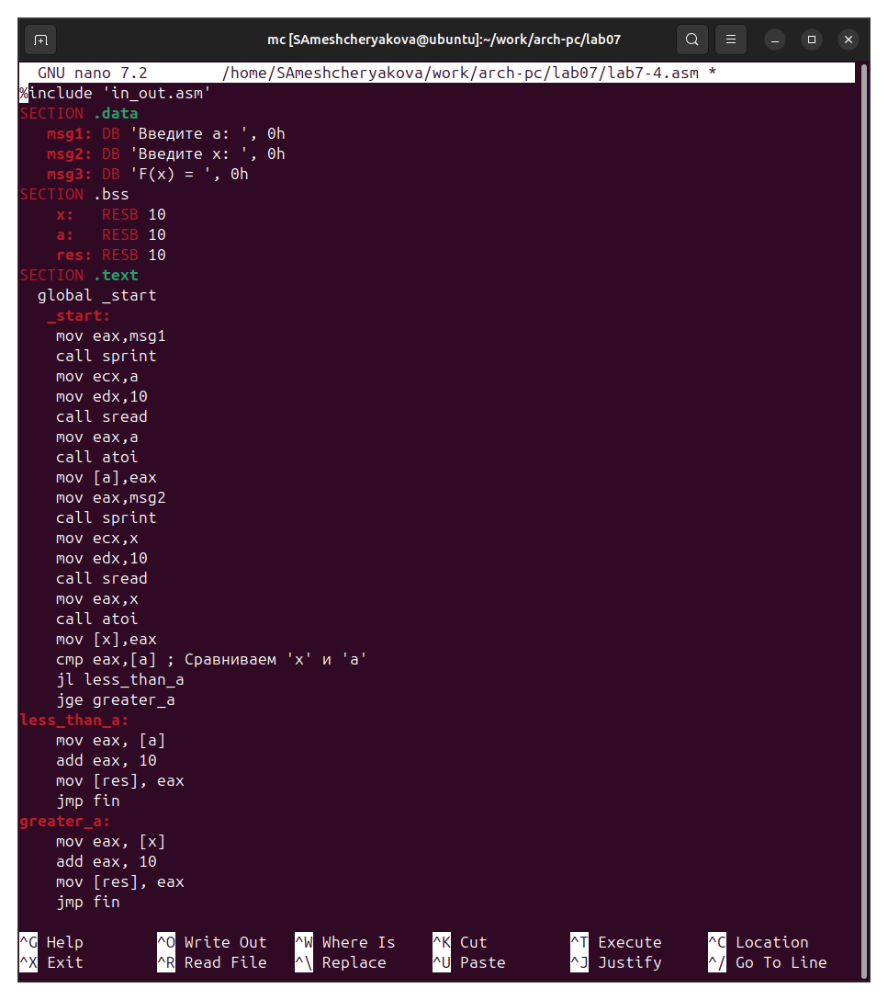 mc [SAmeshcheryakova@ubuntu]:~/work/arch-pc/lab07
GNU nano 7.2 /home/SAmeshcheryakova/work/arch-pc/lab07/lab7-4.asm *
%include 'in_out.asm'
SECTION .data
msg1: DB 'Введите a: ', 0h
msg2: DB 'Введите x: ', 0h
msg3: DB 'F(x) = ', 0h
SECTION .bss
x: RESB 10
a: RESB 10
res: RESB 10
SECTION .text
global _start
_start:
mov eax,msg1
call sprint
mov ecx,a
mov edx,10
call sread
mov eax,a
call atoi
mov [a],eax
mov eax,msg2
call sprint
mov ecx,x
mov edx,10
call sread
mov eax,x
call atoi
mov [x],eax
cmp eax,[a] ; Сравниваем 'x' и 'a'
jl less_than_a
jge greater_a
less_than_a:
mov eax, [a]
add eax, 10
mov [res], eax
jmp fin
greater_a:
mov eax, [x]
add eax, 10
mov [res], eax
jmp fin
^G Help ^O Write Out ^W Where Is ^K Cut ^T Execute ^C Location
^X Exit ^R Read File ^\ Replace ^U Paste ^J Justify ^/ Go To Line